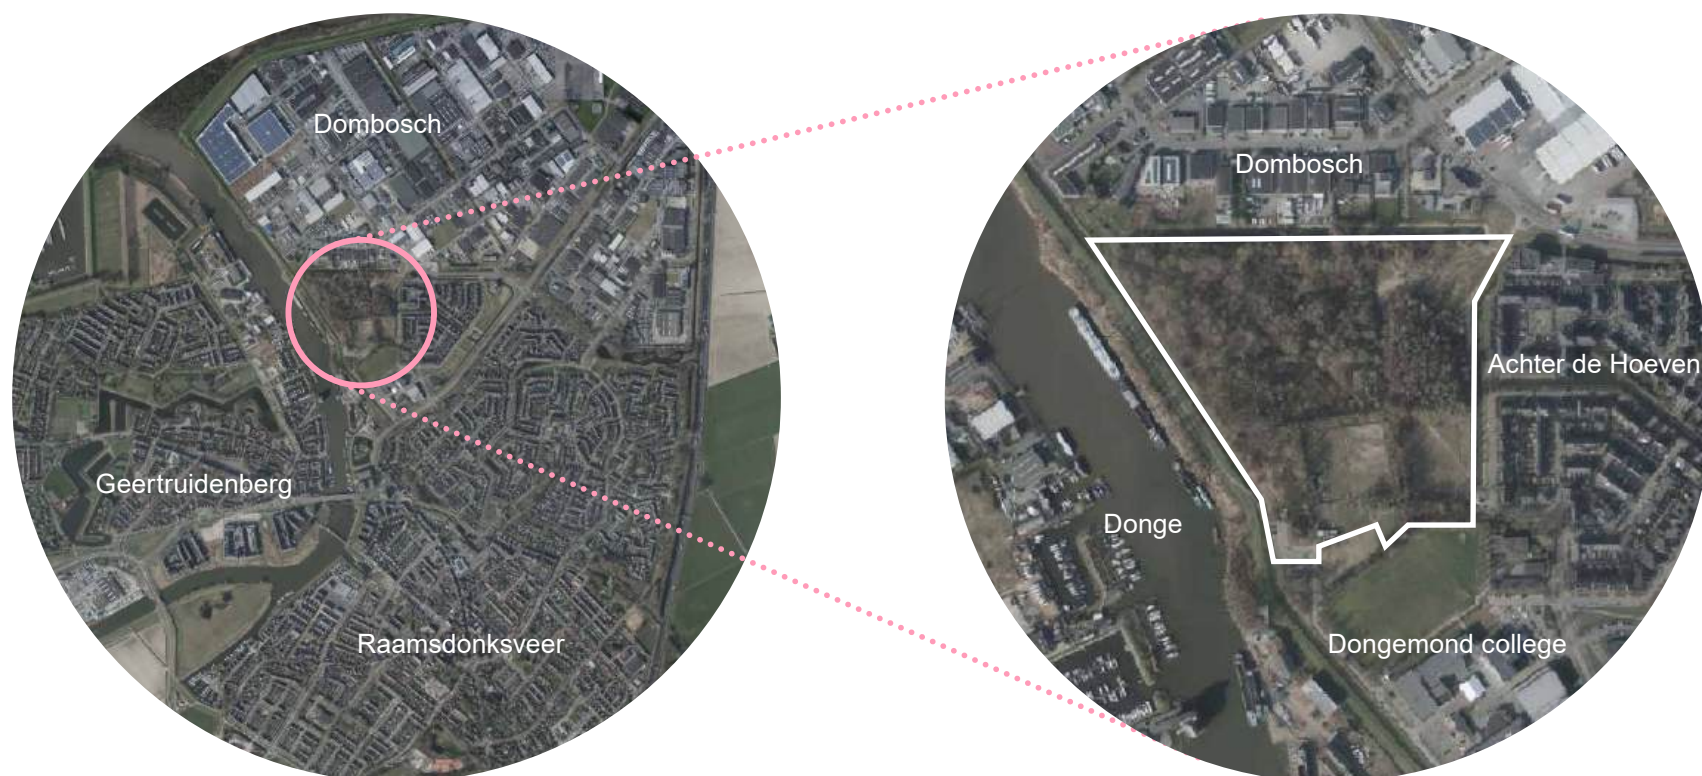 Dombosch
Geertruidenberg
Raamsdonksveer
Dombosch
Achter de Hoeven
Donge
Dongemond college